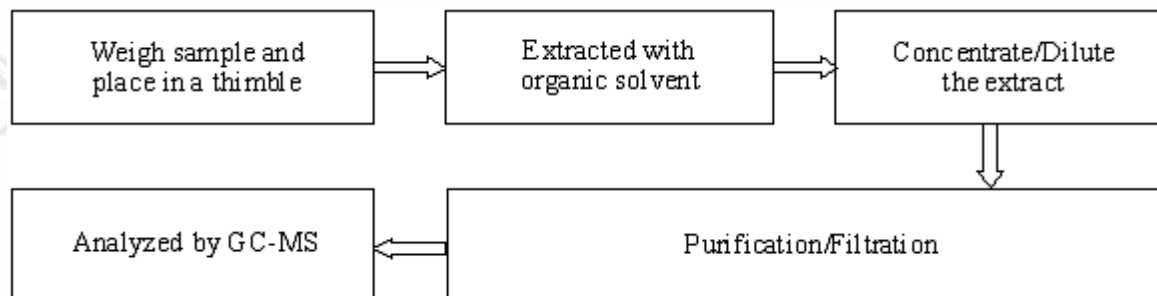 Weigh sample and
place in a thimble
Extracted with
organic solvent
Concentrate/Dilute
the extract
Purification/Filtration
Analyzed by GC-MS